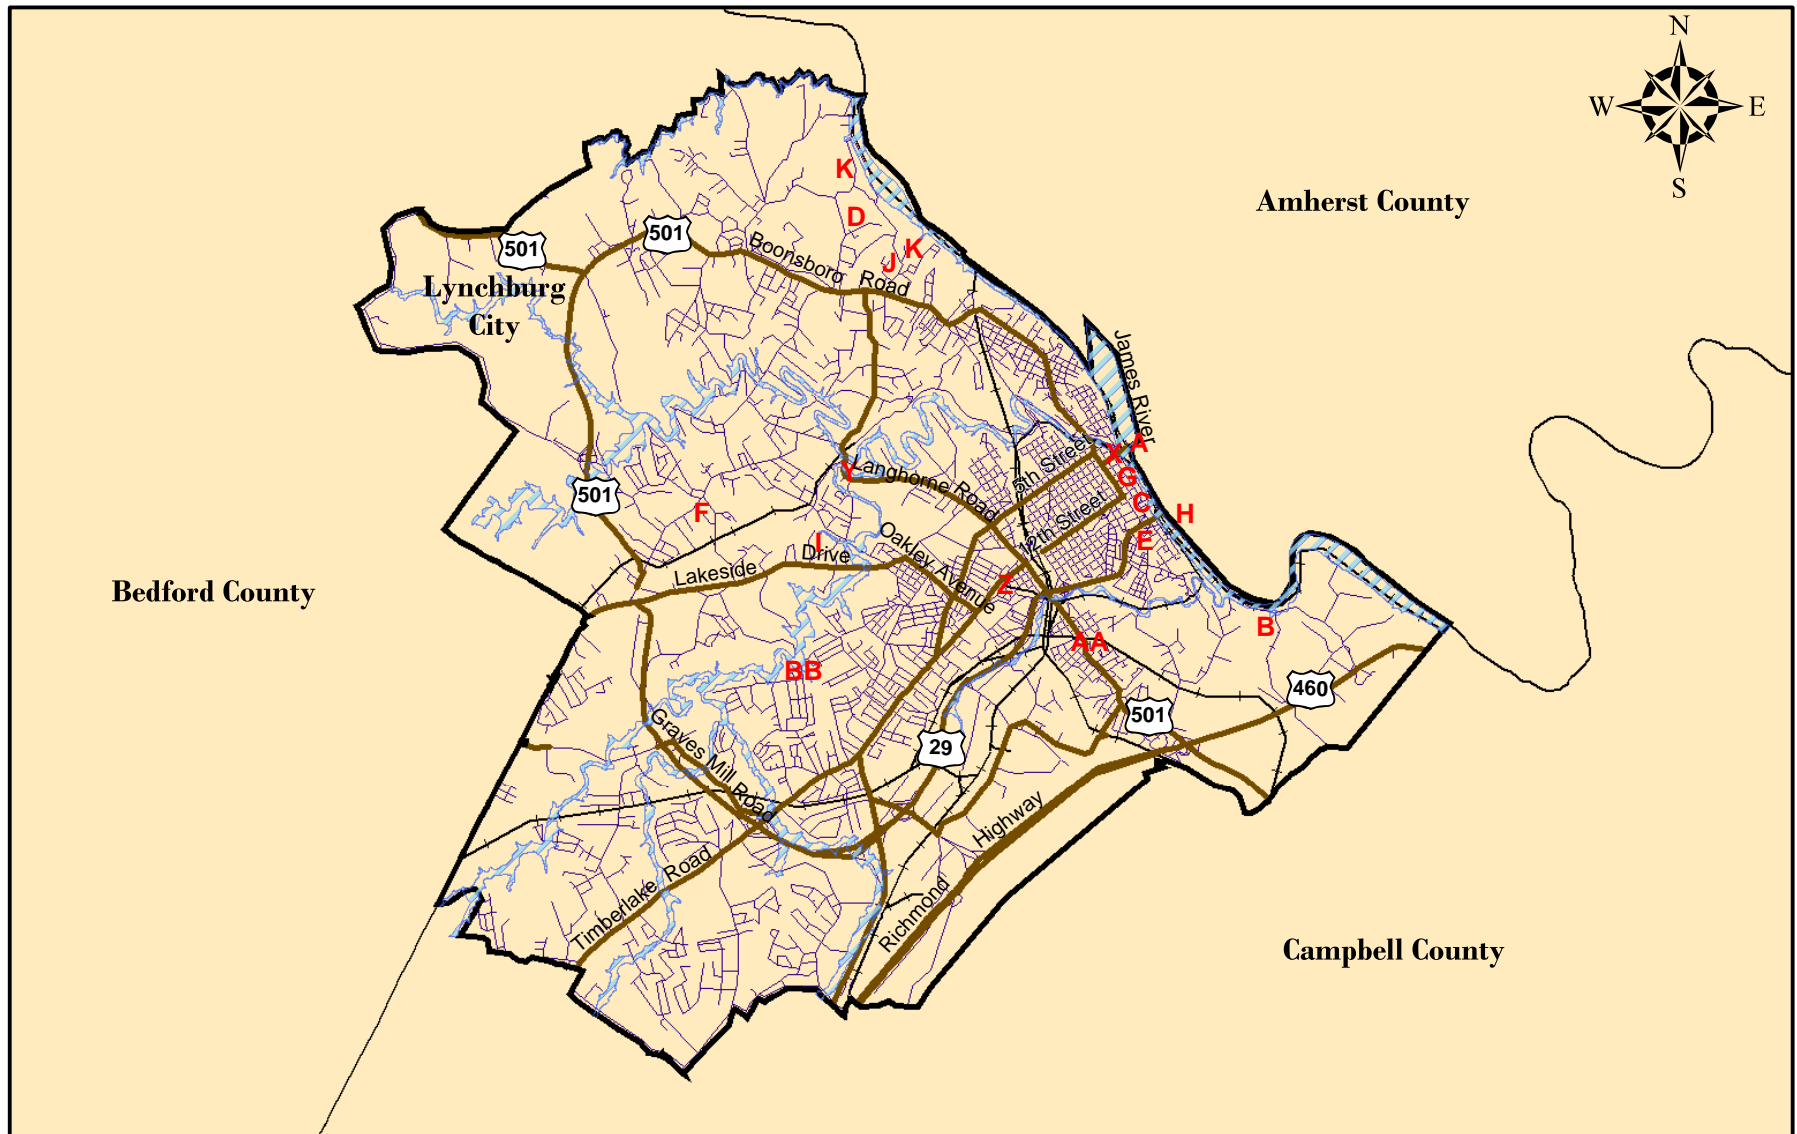 N
W E
S
Amherst County
K
D
501
501
K
J
Boonsboro Road
Lynchburg
City
James River
A
X
5th Street
Y
Langhorne Road
G
501
C
F
12th Street
H
I
E
Oakley Avenue
Drive
Lakeside
Z
Bedford County
B
AA
BB
460
501
Graves Mill Road
29
Richmond Highway
Timberlake Road
Campbell County